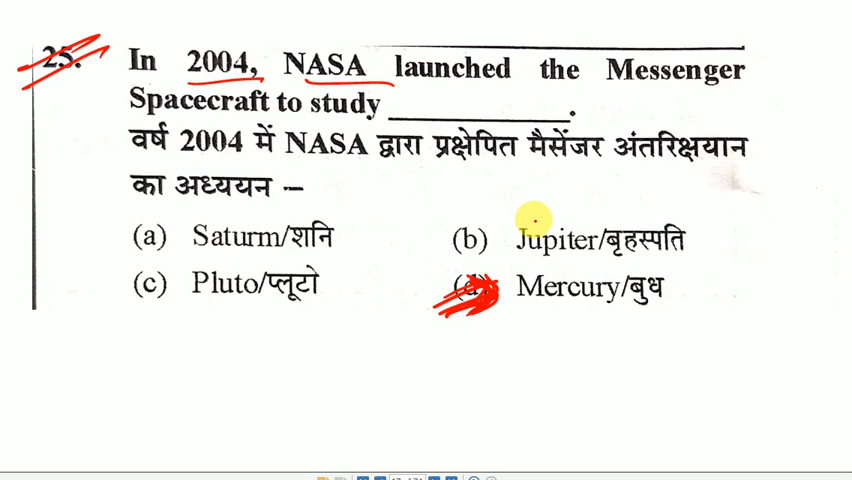 25. In 2004, NASA launched the Messenger
Spacecraft to study ____________.
वर्ष 2004 में NASA द्वारा प्रक्षेपित मैसेंजर अंतरिक्षयान
का अध्ययन –
(a) Saturm/शनि (b) Jupiter/बृहस्पति
(c) Pluto/प्लूटो (d) Mercury/बुध